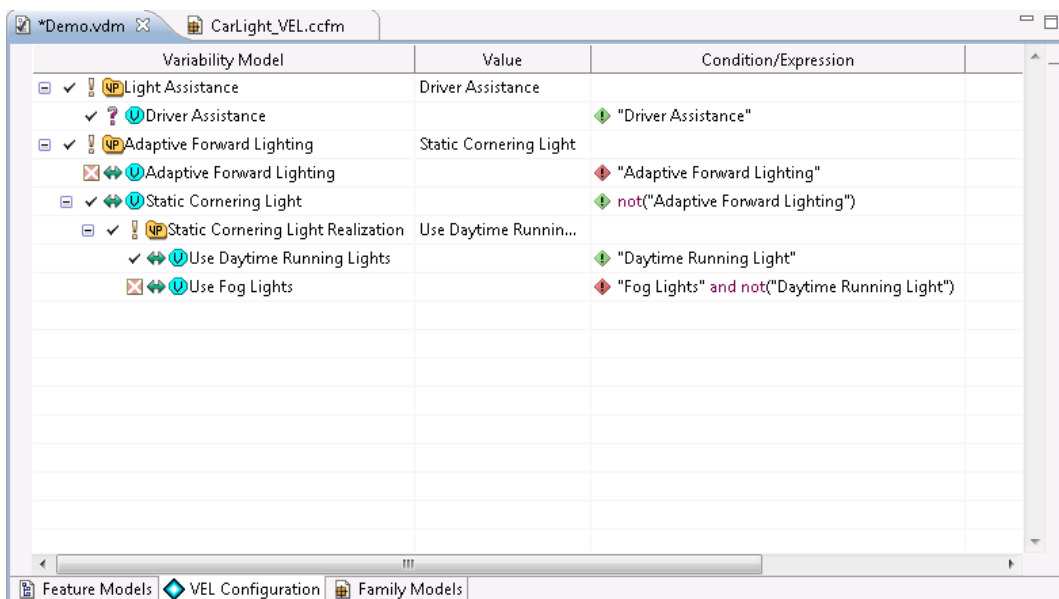 *Demo.vdm CarLight_VEL.ccfm
Variability Model Value Condition/Expression
VP Light Assistance Driver Assistance
? V Driver Assistance "Driver Assistance"
VP Adaptive Forward Lighting Static Cornering Light
V Adaptive Forward Lighting "Adaptive Forward Lighting"
V Static Cornering Light not("Adaptive Forward Lighting")
VP Static Cornering Light Realization Use Daytime Runnin...
V Use Daytime Running Lights "Daytime Running Light"
V Use Fog Lights "Fog Lights" and not("Daytime Running Light")
Feature Models VEL Configuration Family Models